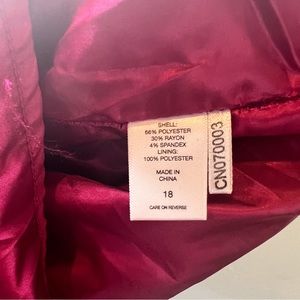 SHELL:
66% POLYESTER
30% RAYON
4% SPANDEX
LINING:
100% POLYESTER
MADE IN
CHINA
18
CARE ON REVERSE
CN070003